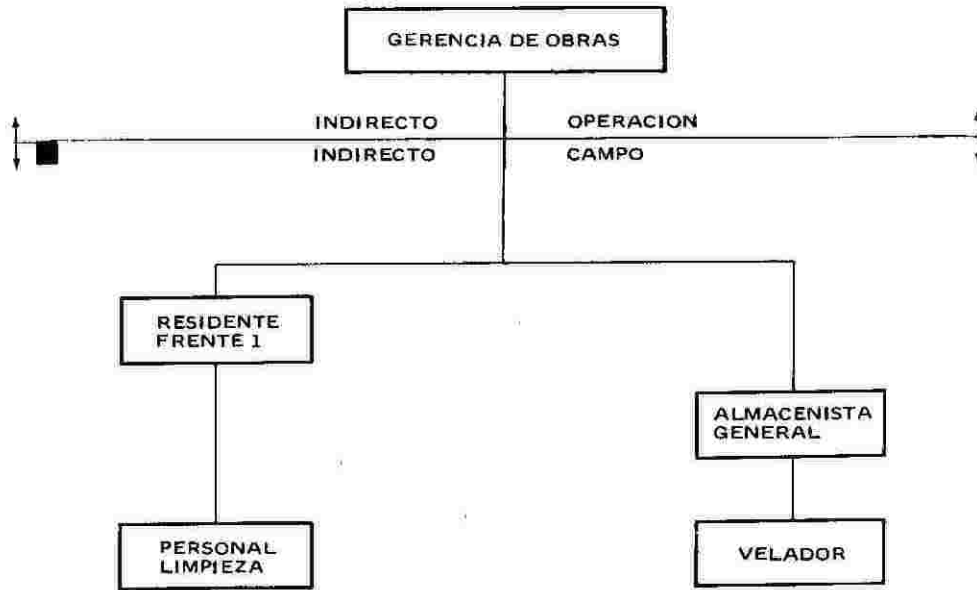 GERENCIA DE OBRAS
INDIRECTO OPERACION
INDIRECTO CAMPO
RESIDENTE
FRENTE 1
ALMACENISTA
GENERAL
PERSONAL
LIMPIEZA
VELADOR